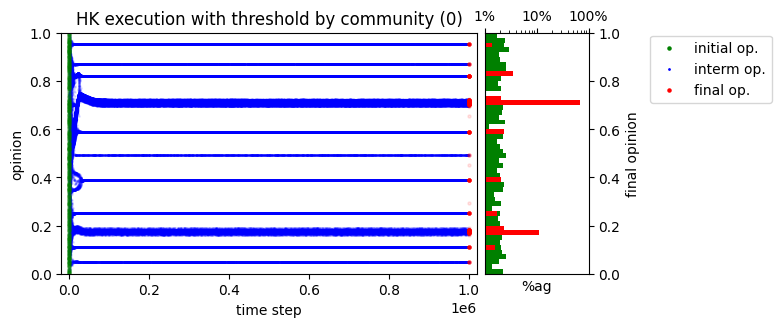 HK execution with threshold by community (0)
1% 10% 100%
1.0 1.0
0.8 0.8
0.6 0.6
0.4 0.4
0.2 0.2
0.0 0.0
opinion
final opinion
initial op.
interm op.
final op.
0.0 0.2 0.4 0.6 0.8 1.0
1e6
time step
%ag